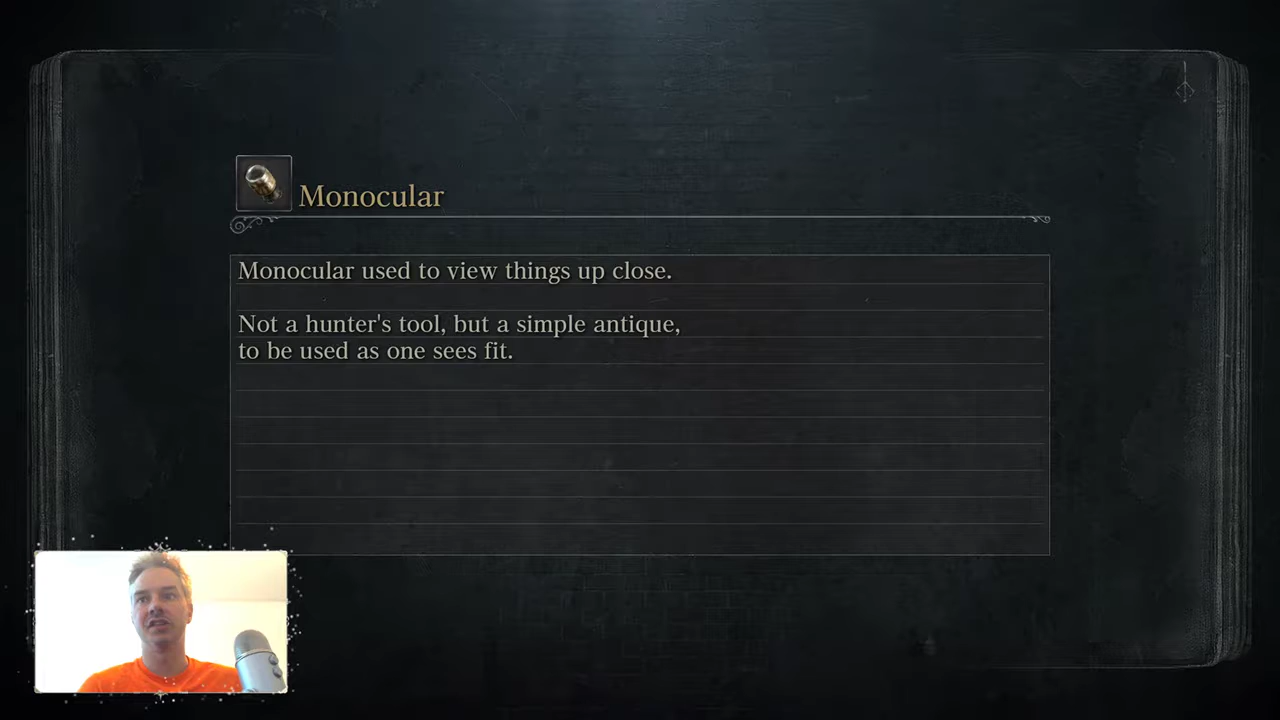 Monocular
Monocular used to view things up close.
Not a hunter's tool, but a simple antique,
to be used as one sees fit.